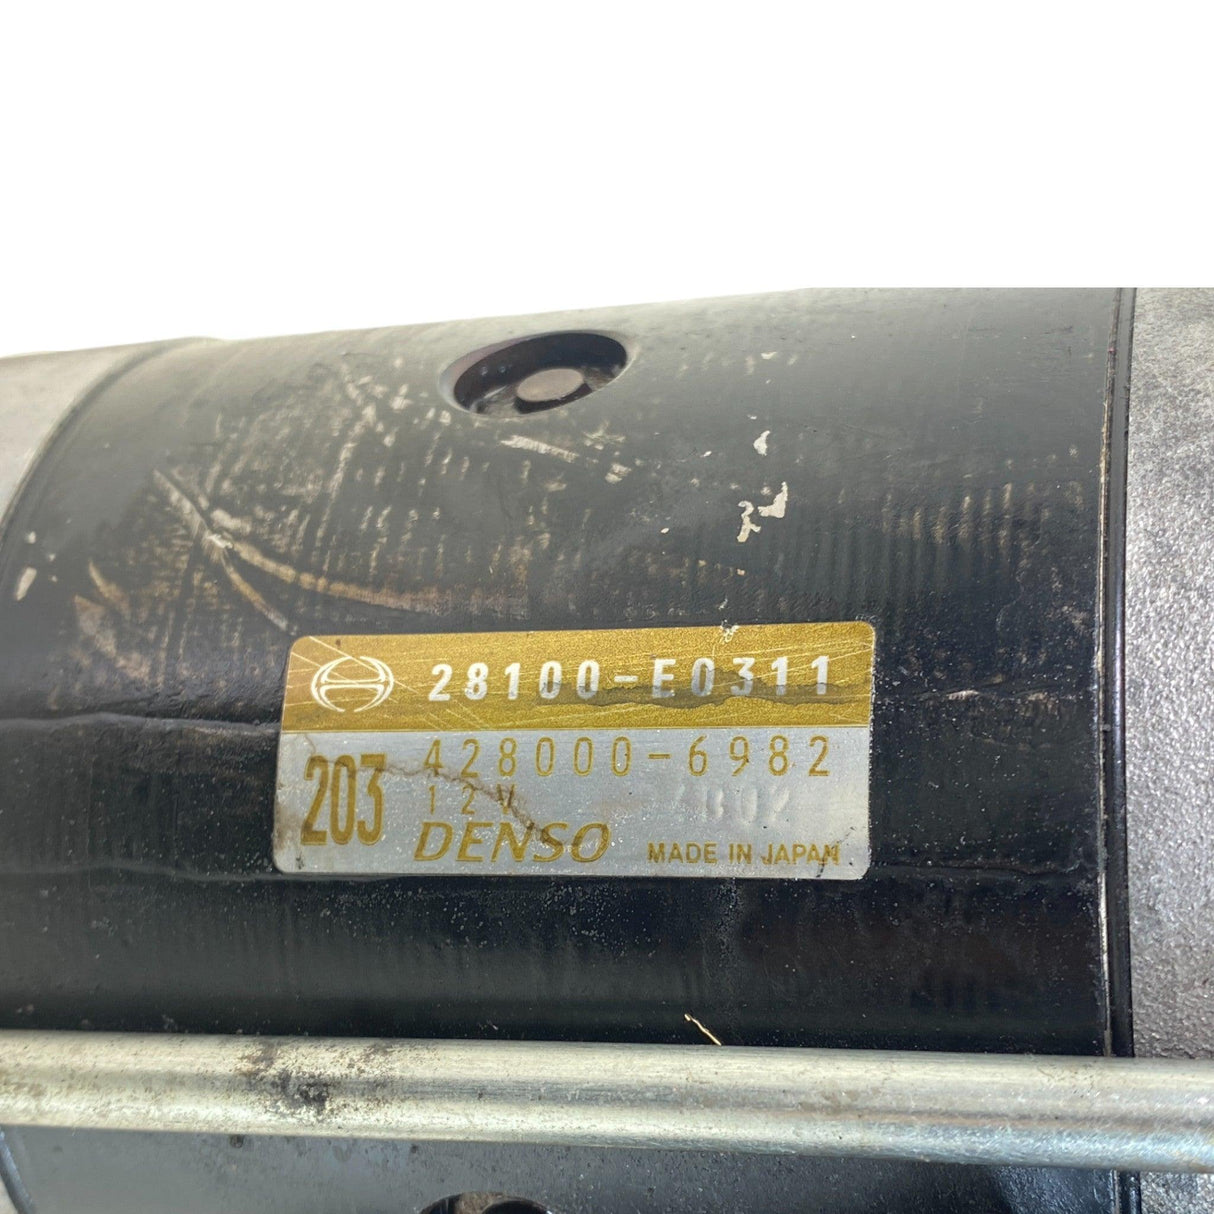 28100-E0311
428000-6982
203 12V
DENSO MADE IN JAPAN